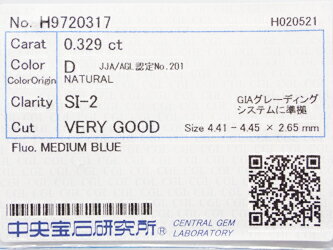 No. H9720317 H020521
Carat 0.329 ct
Color D JJA/AGL認定No.201
ColorOrigin NATURAL
Clarity SI-2 GIAグレーディング
システムに準拠
Cut VERY GOOD Size 4.41 - 4.45 × 2.65 mm
Fluo. MEDIUM BLUE
中央宝石研究所® CENTRAL GEM
LABORATORY